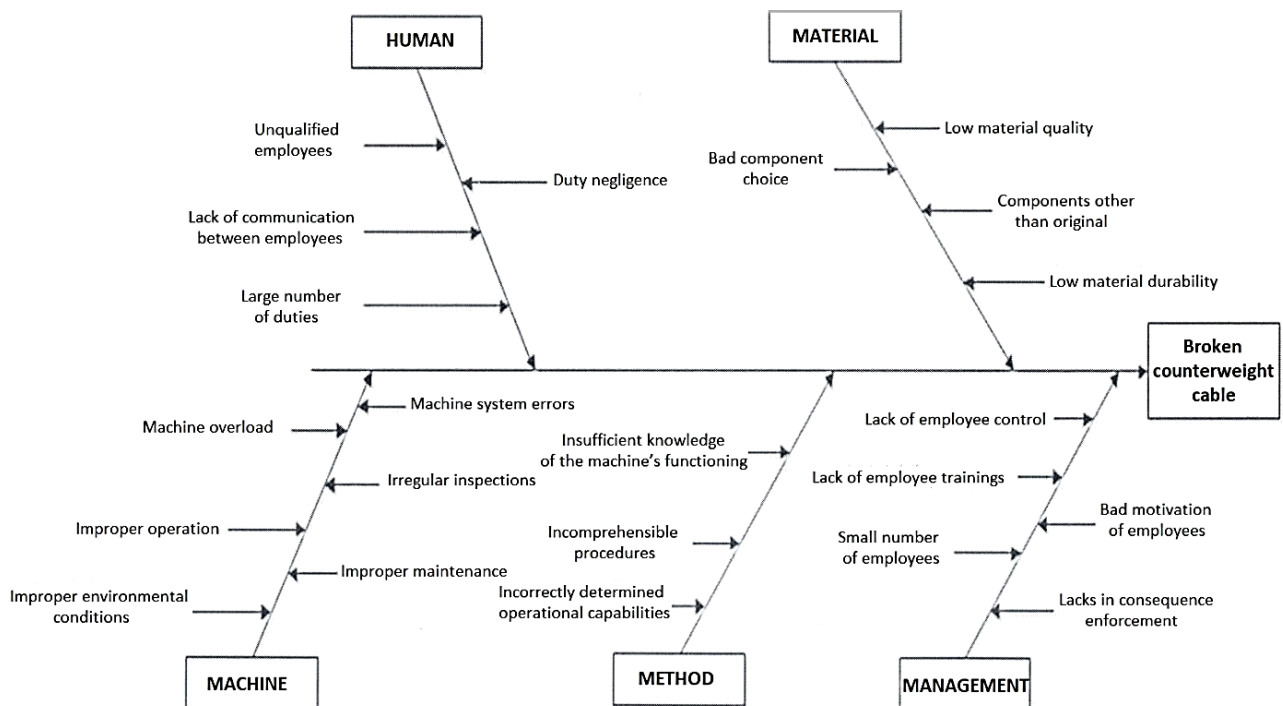 HUMAN
MATERIAL
Unqualified
employees
Duty negligence
Lack of communication
between employees
Large number
of duties
Low material quality
Bad component
choice
Components other
than original
Low material durability
Broken
counterweight
cable
Machine system errors
Machine overload
Irregular inspections
Improper operation
Improper maintenance
Improper environmental
conditions
Insufficient knowledge
of the machine's functioning
Incomprehensible
procedures
Incorrectly determined
operational capabilities
Lack of employee control
Lack of employee trainings
Bad motivation
of employees
Small number
of employees
Lacks in consequence
enforcement
MACHINE
METHOD
MANAGEMENT